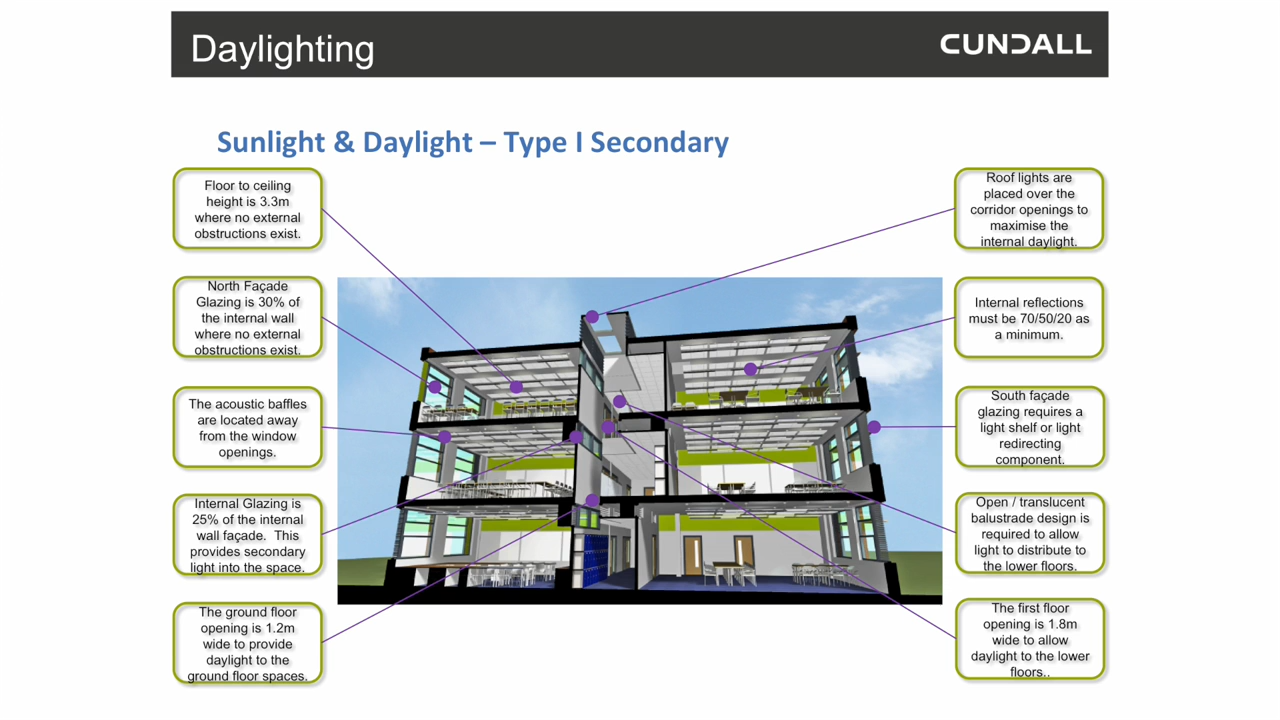 Daylighting
CUNDALL
Sunlight & Daylight – Type I Secondary
Floor to ceiling
height is 3.3m
where no external
obstructions exist.
North Façade
Glazing is 30% of
the internal wall
where no external
obstructions exist.
The acoustic baffles
are located away
from the window
openings.
Internal Glazing is
25% of the internal
wall façade. This
provides secondary
light into the space.
The ground floor
opening is 1.2m
wide to provide
daylight to the
ground floor spaces.
Roof lights are
placed over the
corridor openings to
maximise the
internal daylight.
Internal reflections
must be 70/50/20 as
a minimum.
South façade
glazing requires a
light shelf or light
redirecting
component.
Open / translucent
balustrade design is
required to allow
light to distribute to
the lower floors.
The first floor
opening is 1.8m
wide to allow
daylight to the lower
floors..